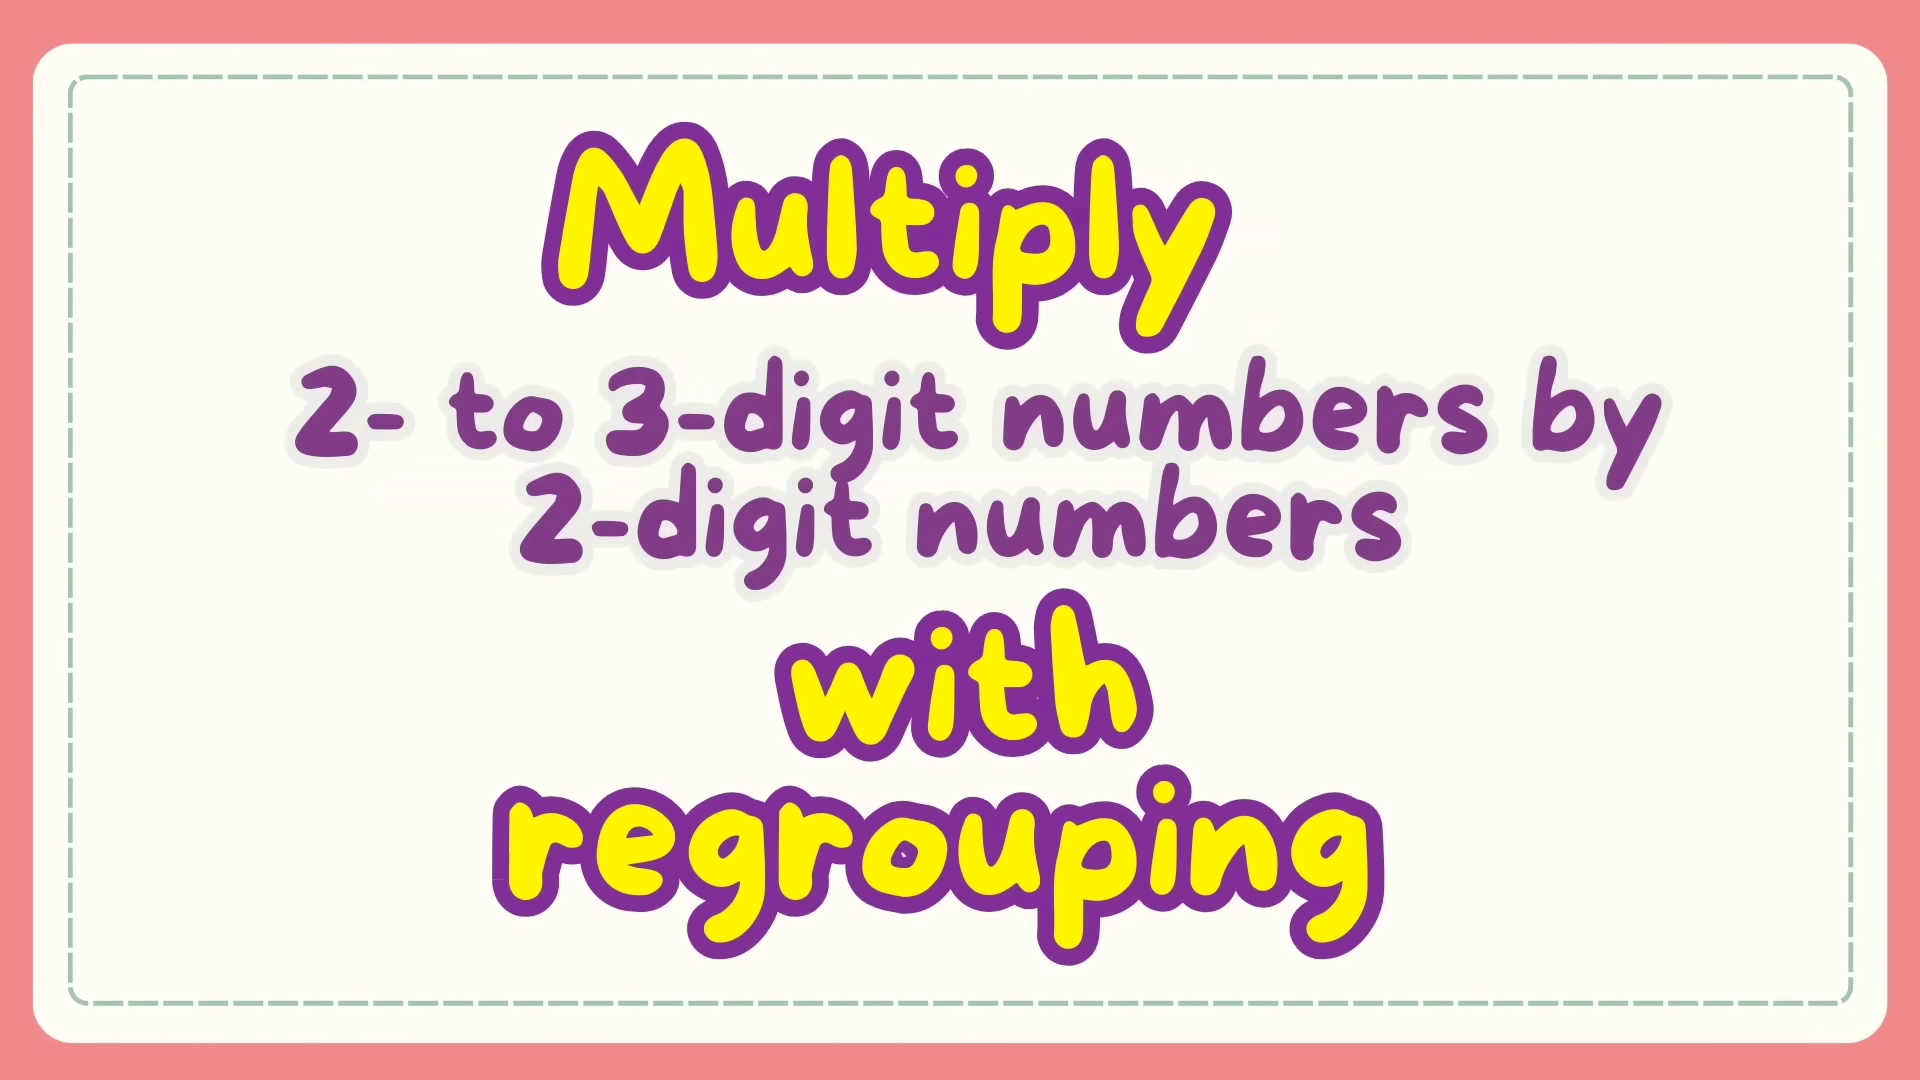 Multiply
2- to 3-digit numbers by
2-digit numbers
with
regrouping